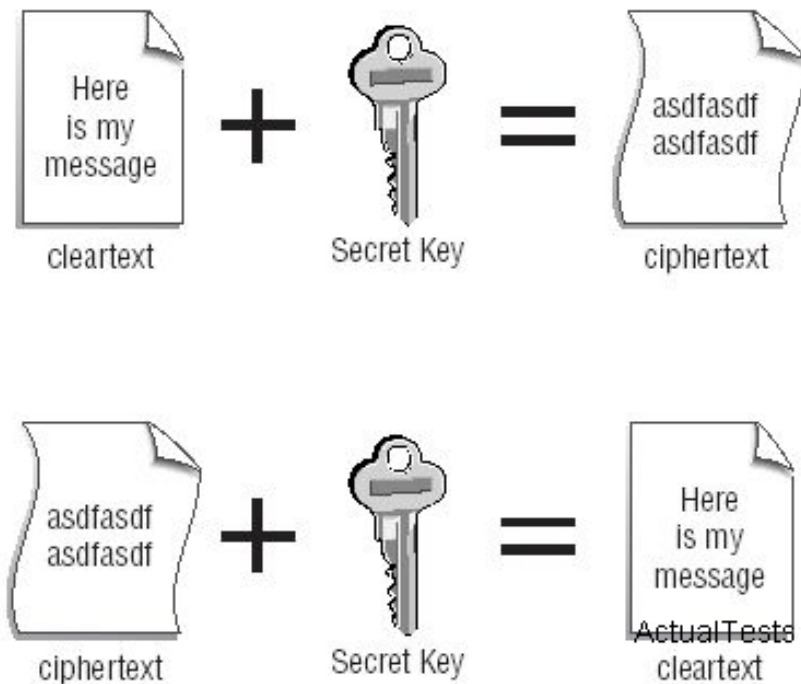 Here
is my
message
asdfasdf
asdfasdf
cleartext
Secret Key
ciphertext
asdfasdf
asdfasdf
Here
is my
message
ActualTests
ciphertext
Secret Key
cleartext